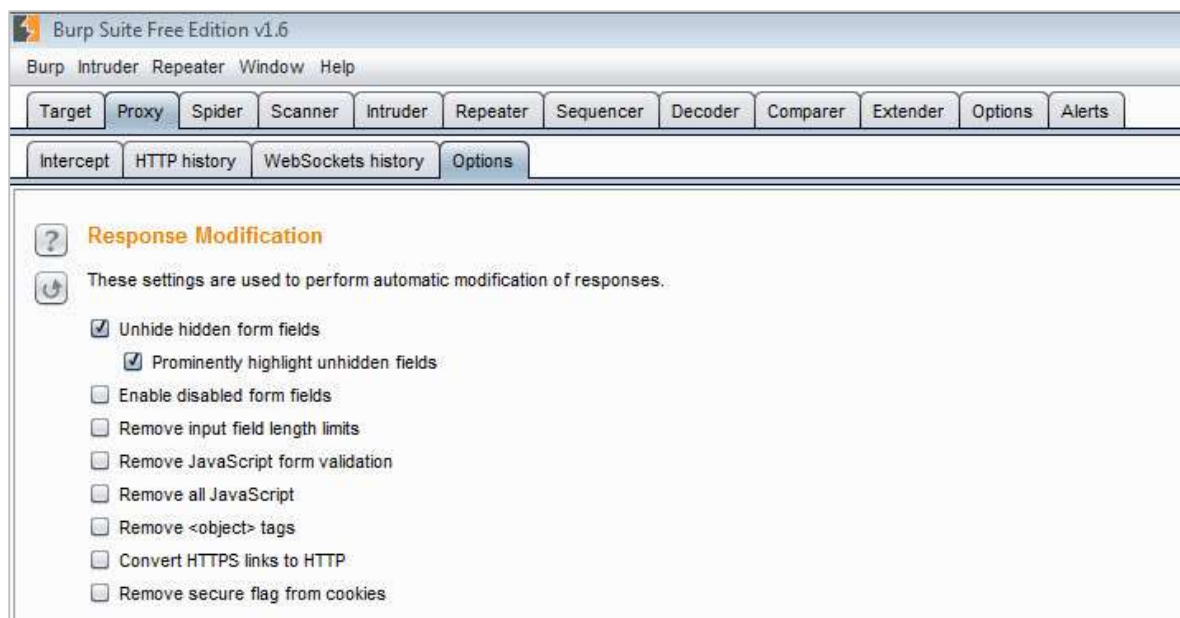 Burp Suite Free Edition v1.6
Burp Intruder Repeater Window Help
Target Proxy Spider Scanner Intruder Repeater Sequencer Decoder Comparer Extender Options Alerts
Intercept HTTP history WebSockets history Options
? Response Modification
These settings are used to perform automatic modification of responses.
Unhide hidden form fields
Prominently highlight unhidden fields
Enable disabled form fields
Remove input field length limits
Remove JavaScript form validation
Remove all JavaScript
Remove <object> tags
Convert HTTPS links to HTTP
Remove secure flag from cookies